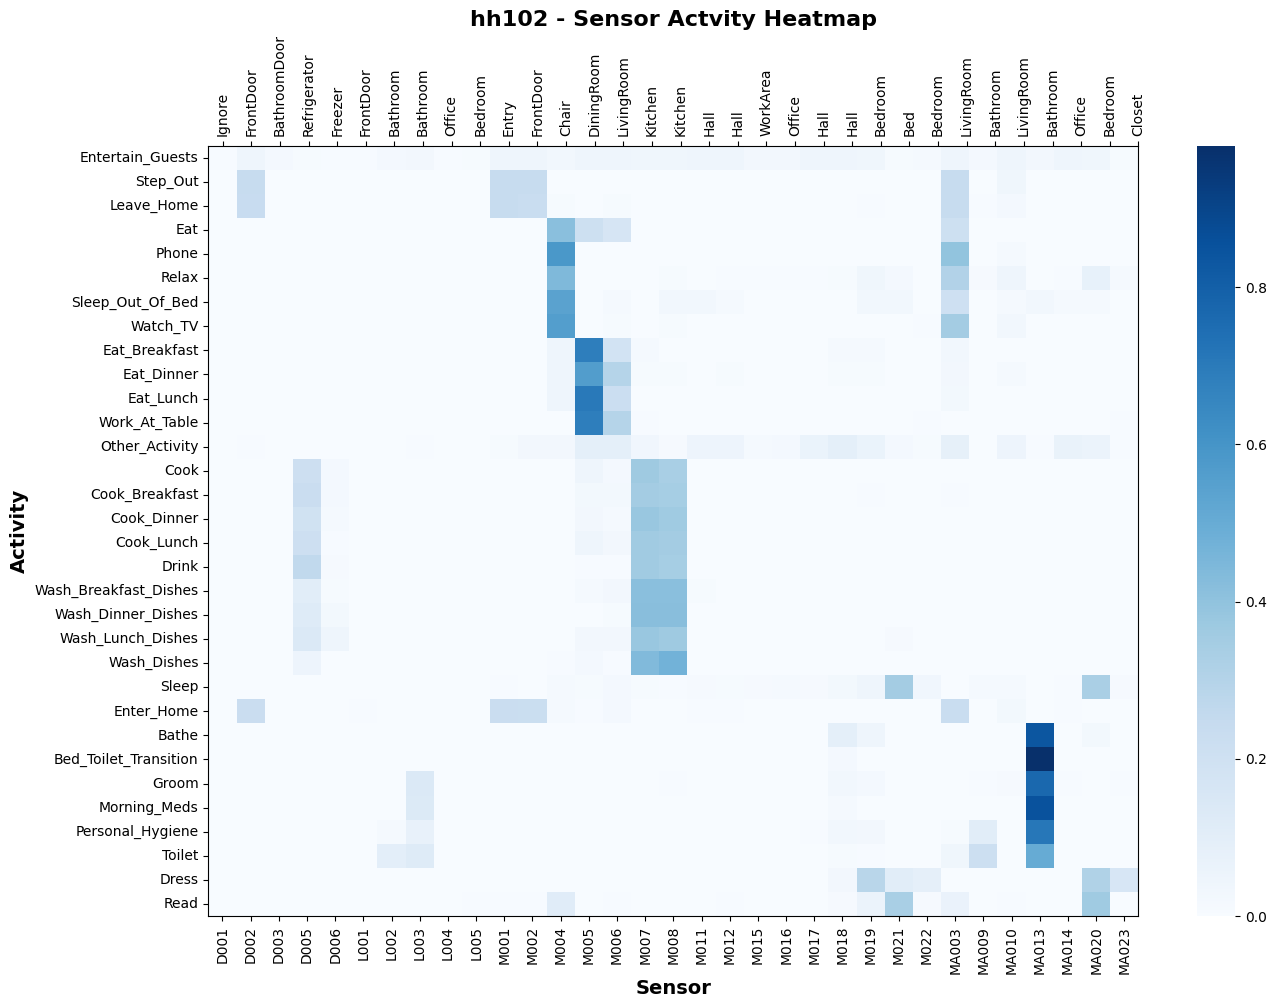 hh102 - Sensor Actvity Heatmap
Ignore
FrontDoor
BathroomDoor
Refrigerator
Freezer
FrontDoor
Bathroom
Bathroom
Office
Bedroom
Entry
FrontDoor
Chair
DiningRoom
LivingRoom
Kitchen
Kitchen
Hall
Hall
WorkArea
Office
Hall
Hall
Bedroom
Bed
Bedroom
LivingRoom
Bathroom
LivingRoom
Bathroom
Office
Bedroom
Closet
Activity
Entertain_Guests
Step_Out
Leave_Home
Eat
Phone
Relax
Sleep_Out_Of_Bed
Watch_TV
Eat_Breakfast
Eat_Dinner
Eat_Lunch
Work_At_Table
Other_Activity
Cook
Cook_Breakfast
Cook_Dinner
Cook_Lunch
Drink
Wash_Breakfast_Dishes
Wash_Dinner_Dishes
Wash_Lunch_Dishes
Wash_Dishes
Sleep
Enter_Home
Bathe
Bed_Toilet_Transition
Groom
Morning_Meds
Personal_Hygiene
Toilet
Dress
Read
D001
D002
D003
D005
D006
L001
L002
L003
L004
L005
M001
M002
M004
M005
M006
M007
M008
M011
M012
M015
M016
M017
M018
M019
M021
M022
MA003
MA009
MA010
MA013
MA014
MA020
MA023
Sensor
0.8
0.6
0.4
0.2
0.0